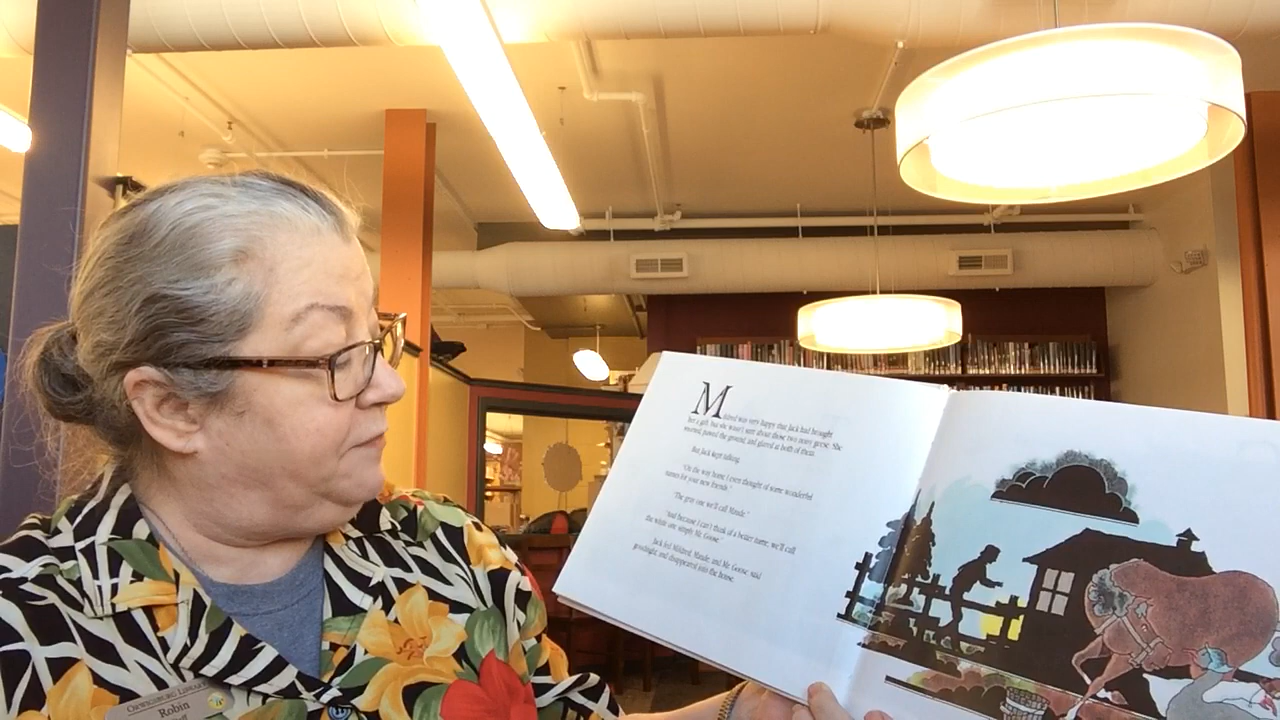 Mildred was very happy that Jack had brought
her a gift, but she wasn't sure about those two noisy geese. She
snorted, pawed the ground, and glared at both of them.
But Jack kept talking.
"On the way home I even thought of some wonderful
names for your new friends."
"The gray one we'll call Maude."
"And because I can't think of a better name, we'll call
the white one simply Mr. Goose."
Jack fed Mildred, Maude, and Mr. Goose, said
goodnight, and disappeared into the house.
Orwigsburg Library
Robin